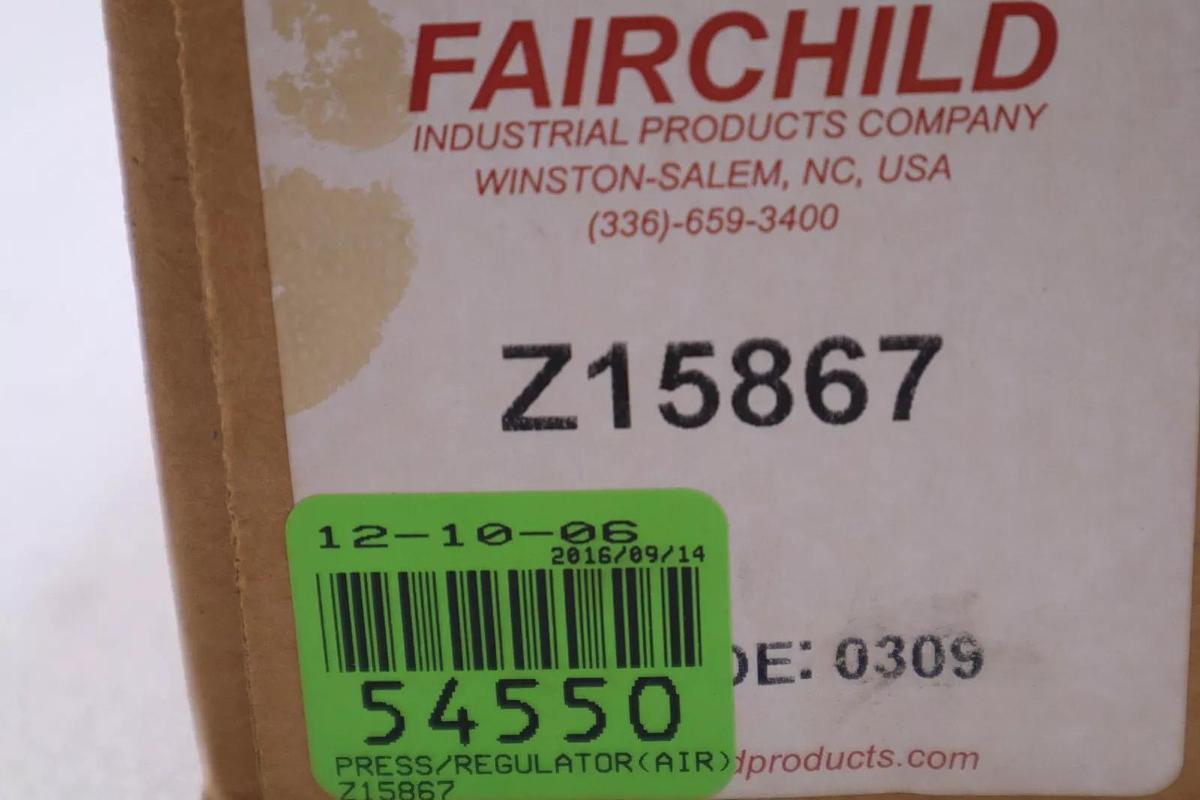 FAIRCHILD
INDUSTRIAL PRODUCTS COMPANY
WINSTON-SALEM, NC, USA
(336)-659-3400
Z15867
12-10-06
2016/09/14
54550
PRESS/REGULATOR(AIR)
Z15867
DE: 0309
dproducts.com